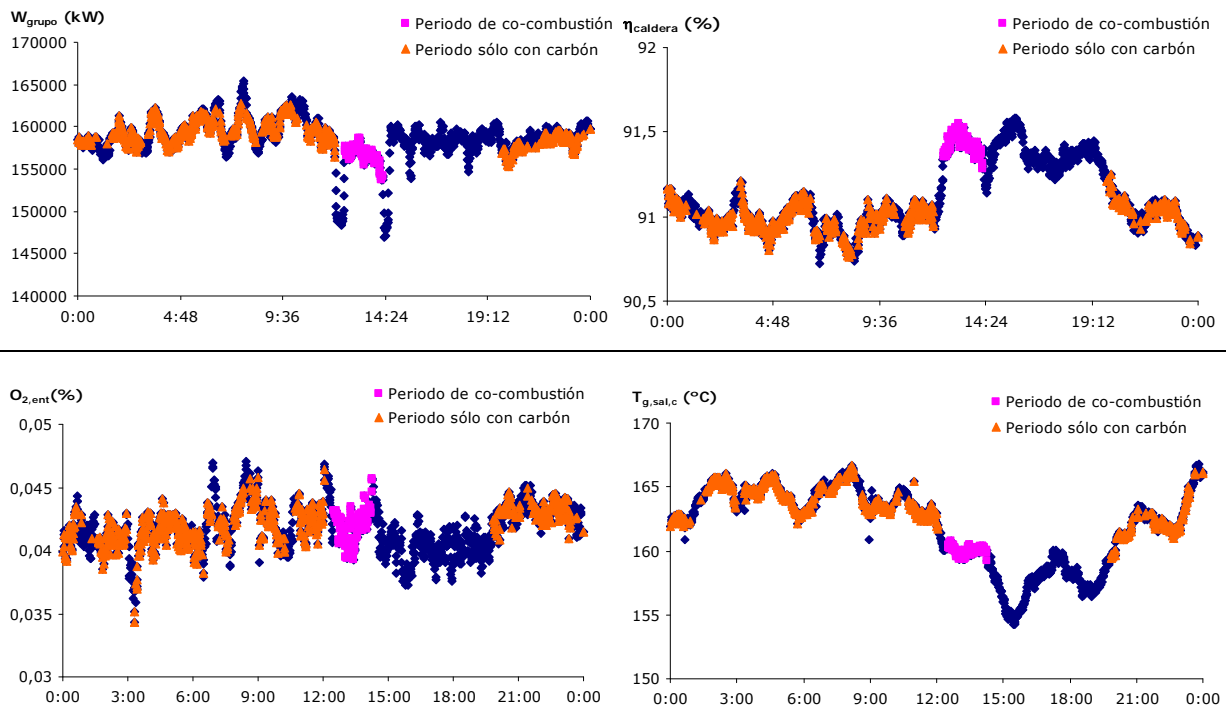 W grupo (kW)
Periodo de co-combustión
Periodo sólo con carbón
170000
165000
160000
155000
150000
145000
140000
0:00 4:48 9:36 14:24 19:12 0:00
η caldera (%)
Periodo de co-combustión
Periodo sólo con carbón
92
91,5
91
90,5
0:00 4:48 9:36 14:24 19:12 0:00
O2,ent(%)
Periodo de co-combustión
Periodo sólo con carbón
0,05
0,045
0,04
0,035
0,03
0:00 3:00 6:00 9:00 12:00 15:00 18:00 21:00 0:00
Tg,sal,c (°C)
Periodo de co-combustión
Periodo sólo con carbón
170
165
160
155
150
0:00 3:00 6:00 9:00 12:00 15:00 18:00 21:00 0:00